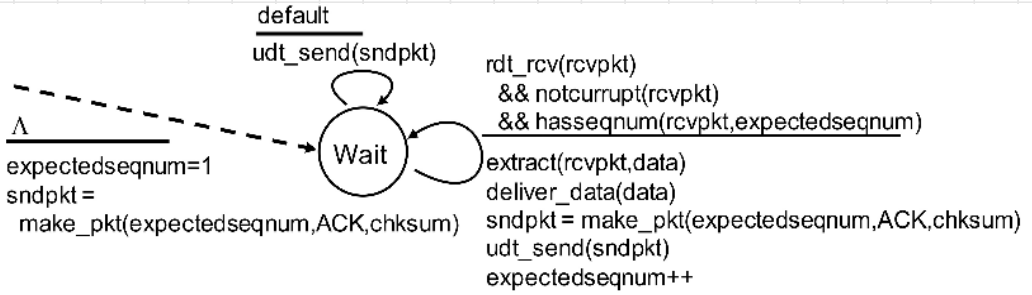 default
udt_send(sndpkt)
Λ
expectedseqnum=1
sndpkt =
make_pkt(expectedseqnum,ACK,chksum)
Wait
rdt_rcv(rcvpkt)
&& notcurrupt(rcvpkt)
&& hasseqnum(rcvpkt,expectedseqnum)
extract(rcvpkt,data)
deliver_data(data)
sndpkt = make_pkt(expectedseqnum,ACK,chksum)
udt_send(sndpkt)
expectedseqnum++